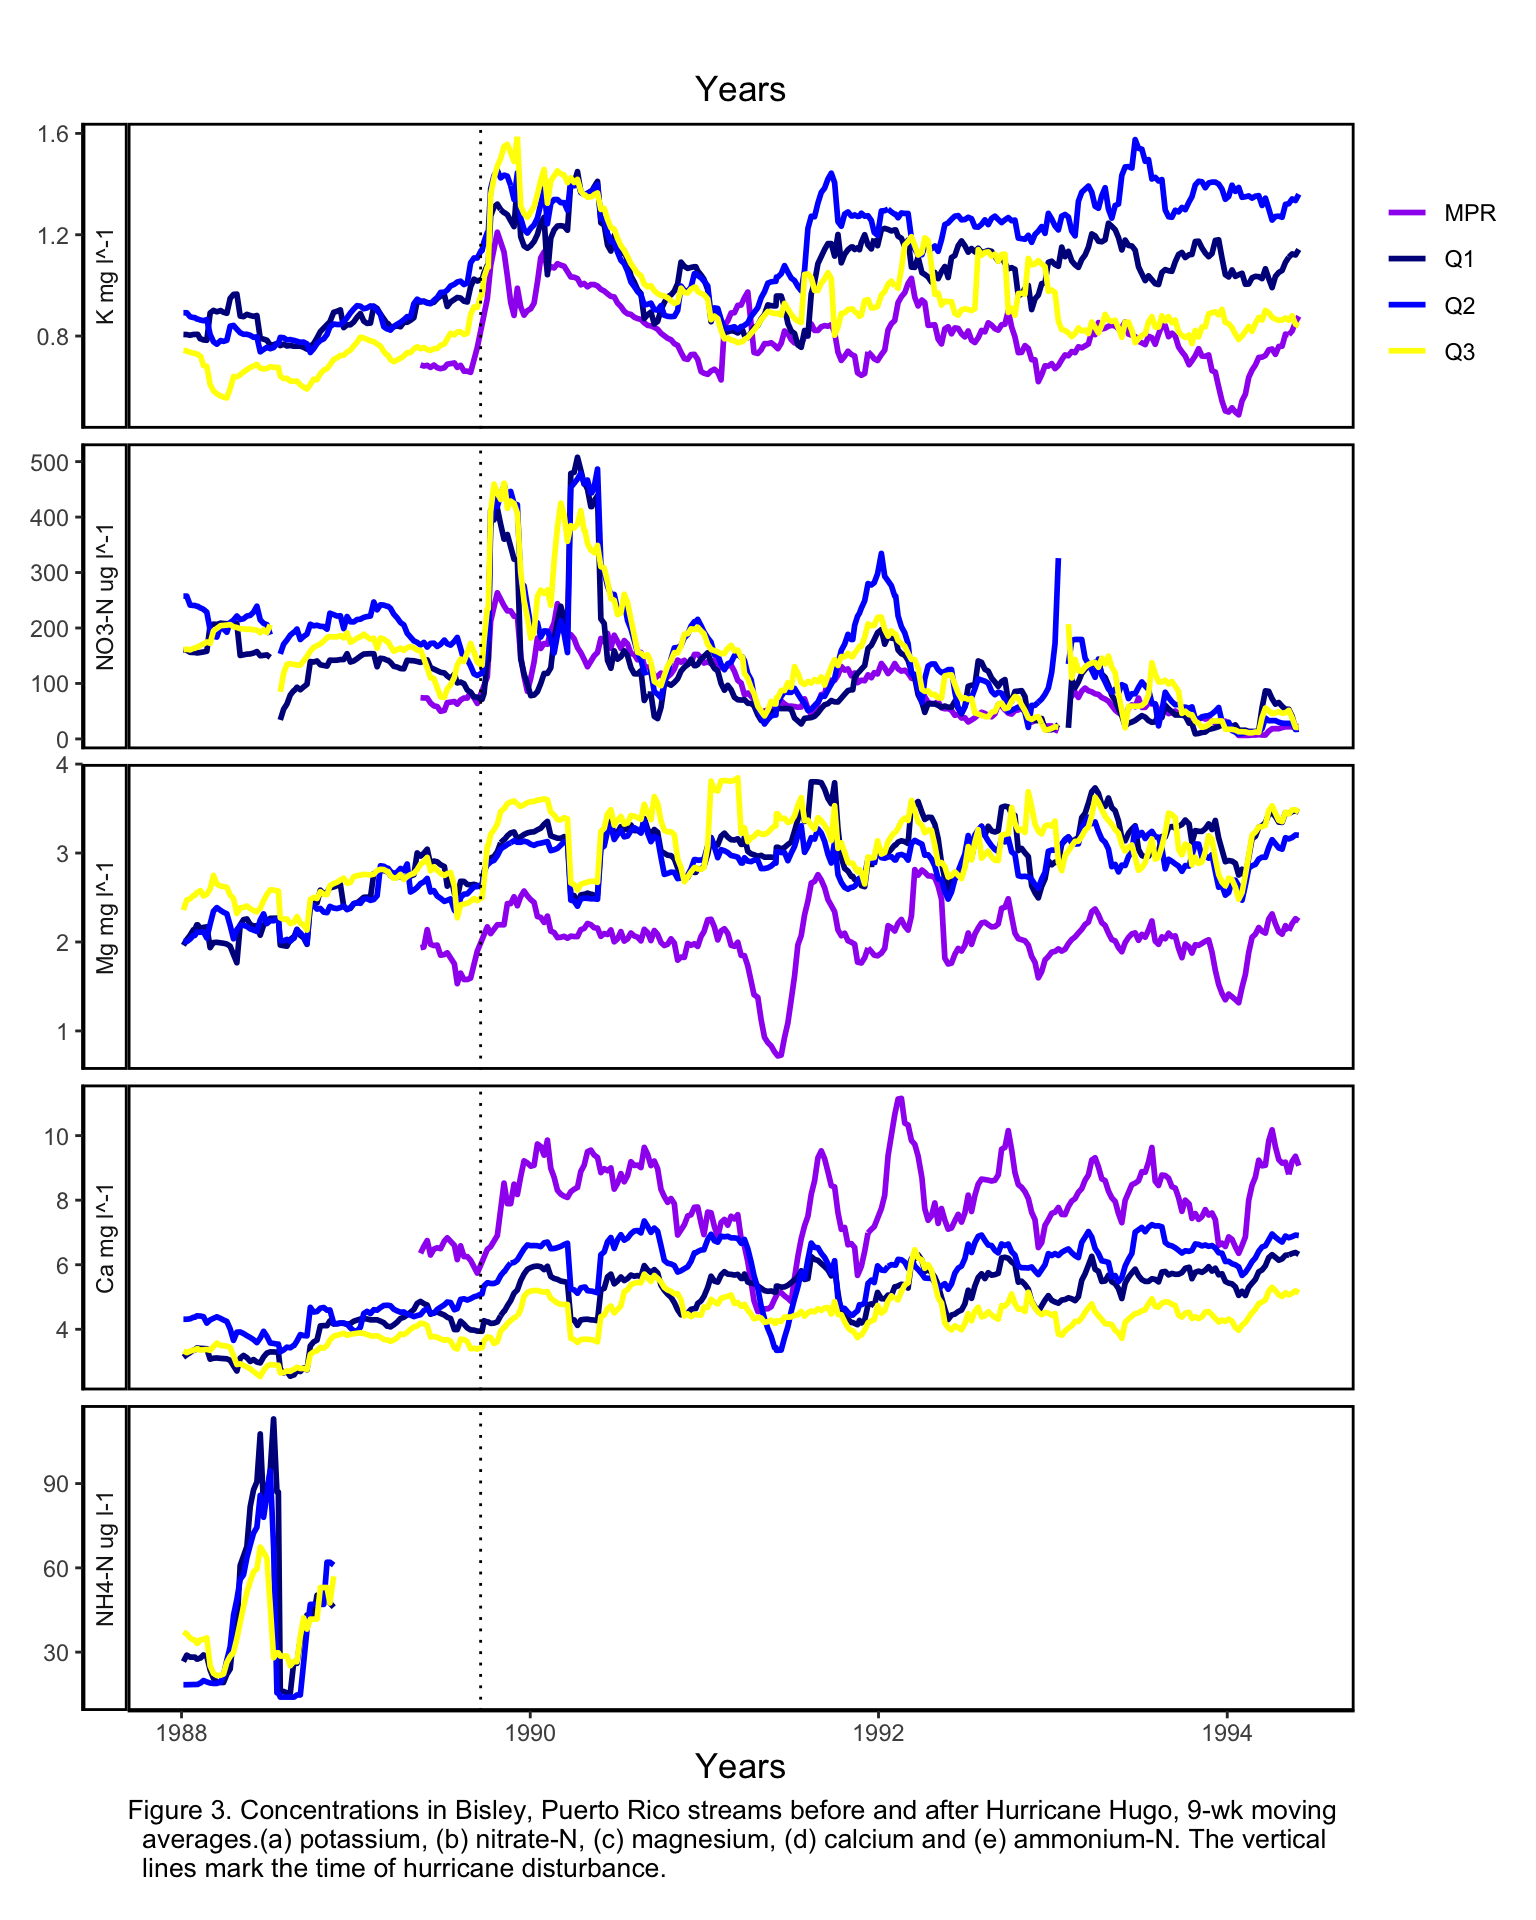 Years
1.6
1.2
0.8
K mg l^-1
MPR
Q1
Q2
Q3
500
400
300
200
100
0
NO3-N ug l^-1
4
3
2
1
Mg mg l^-1
10
8
6
4
Ca mg l^-1
90
60
30
NH4-N ug l-1
1988
1990
1992
1994
Years
Figure 3. Concentrations in Bisley, Puerto Rico streams before and after Hurricane Hugo, 9-wk moving
averages.(a) potassium, (b) nitrate-N, (c) magnesium, (d) calcium and (e) ammonium-N. The vertical
lines mark the time of hurricane disturbance.